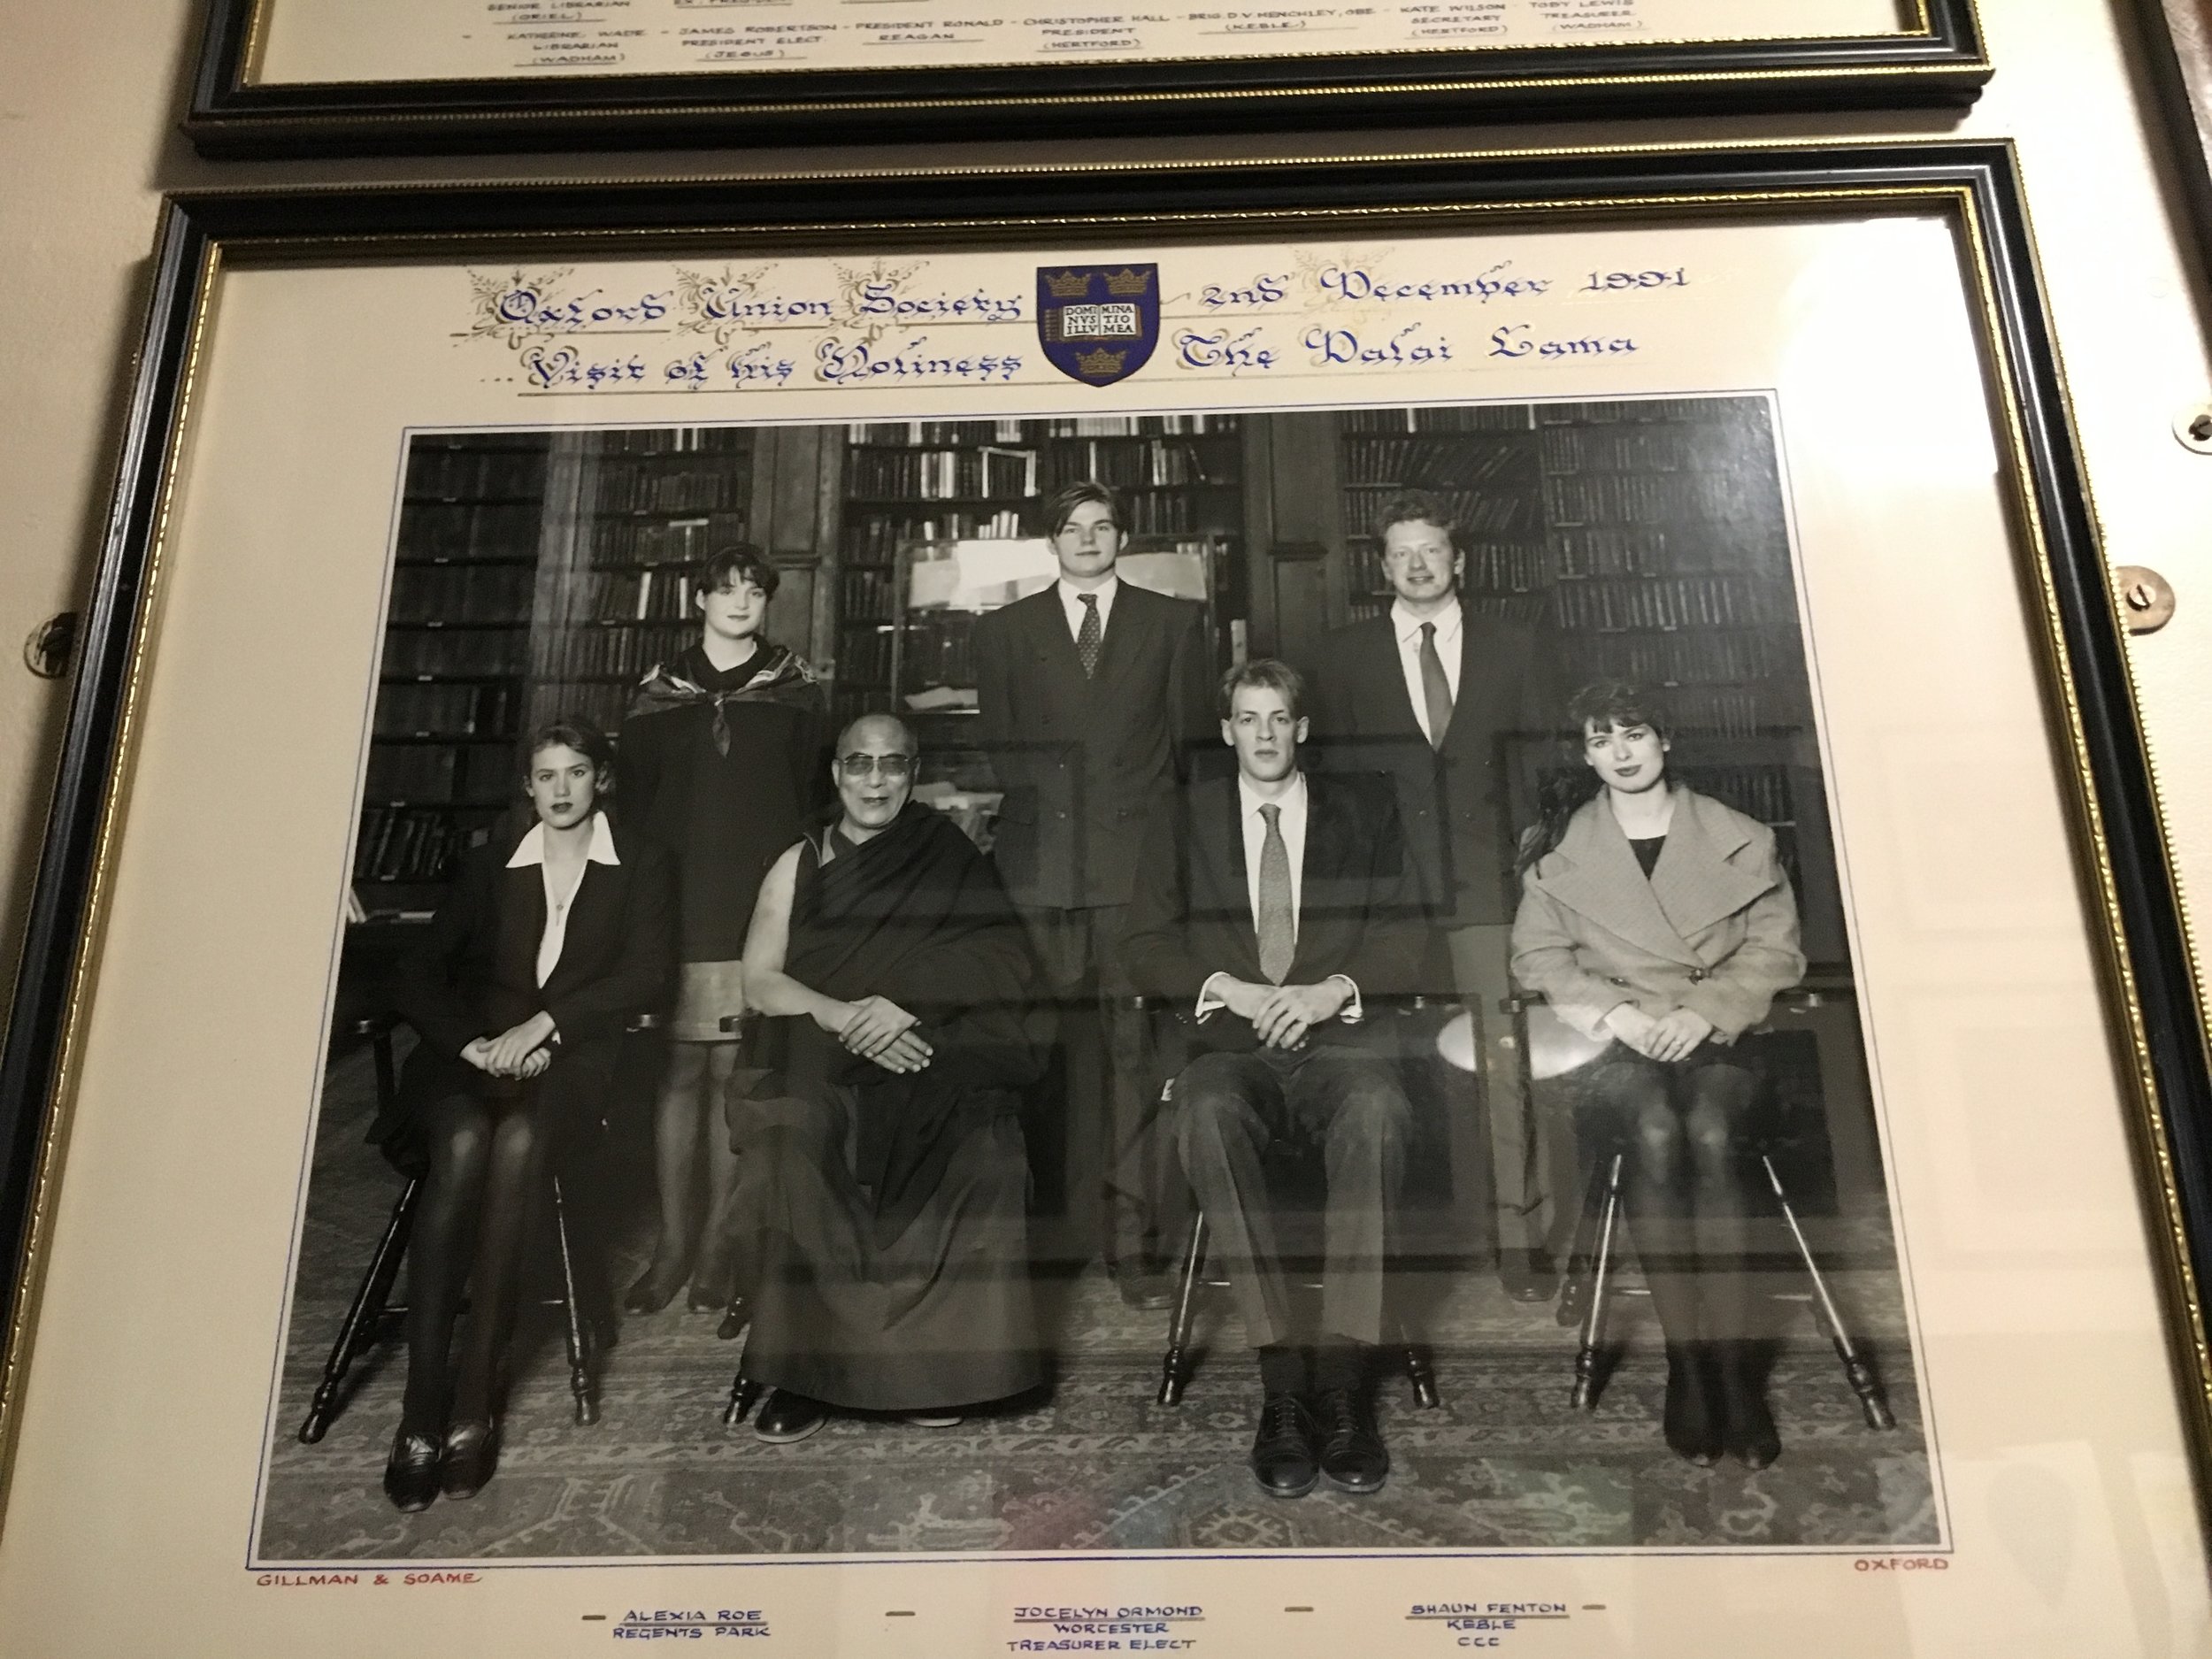 SENIOR LIBRARIAN
(ORIEL)
EX. PRESIDENT
- KATHERINE WADE - JAMES ROBERTSON - PRESIDENT RONALD - CHRISTOPHER HALL - BRIG. D.V. HENCHLEY, OBE - KATE WILSON - TOBY LEWIS
LIBRARIAN PRESIDENT ELECT REAGAN PRESIDENT (KEBLE) SECRETARY TREASURER
(WADHAM) (JESUS) (HERTFORD) (HERTFORD) (WADHAM)
Oxford Union Society 2nd December 1991
...Visit of His Holiness The Dalai Lama
DOMI MINA
NVS TIO
ILLV MEA
GILLMAN & SOAME OXFORD
- ALEXIA ROE - JOCELYN ORMOND - SHAUN FENTON -
REGENTS PARK WORCESTER KEBLE
TREASURER ELECT CCC